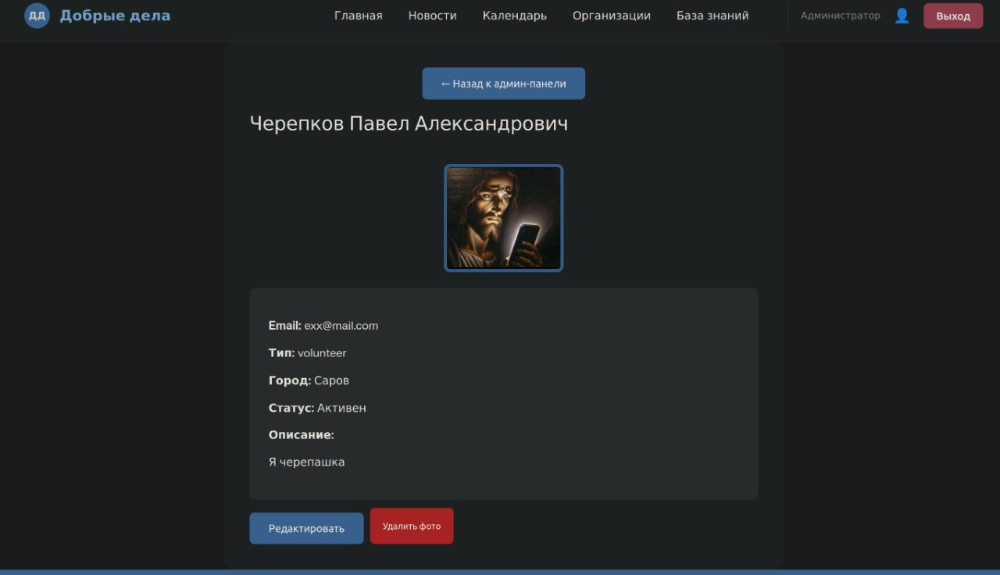 ДД Добрые дела Главная Новости Календарь Организации База знаний Администратор Выход
← Назад к админ-панели
Черепков Павел Александрович
Email: exx@mail.com
Тип: volunteer
Город: Саров
Статус: Активен
Описание:
Я черепашка
Редактировать Удалить фото